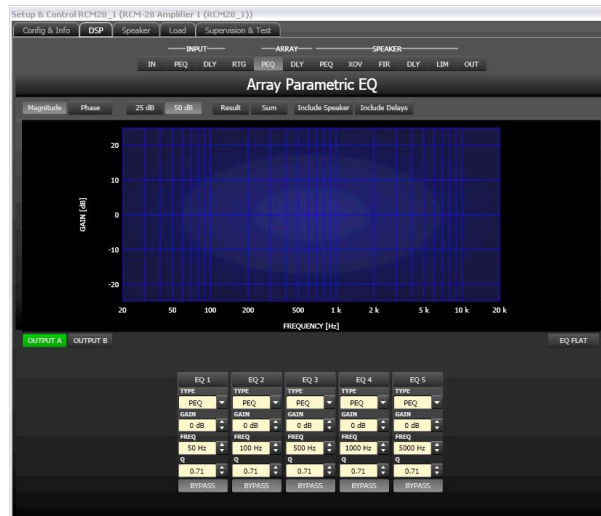 Setup & Control RCM28_1 (RCM-28 Amplifier 1 (RCM28_1))
Config & Info DSP Speaker Load Supervision & Test
INPUT ARRAY SPEAKER
IN PEQ DLY RTG PEQ DLY PEQ XOV FIR DLY LIM OUT
Array Parametric EQ
Magnitude Phase 25 dB 50 dB Result Sum Include Speaker Include Delays
20
10
GAIN [dB]
0
-10
-20
20 50 100 200 500 1 k 2 k 5 k 10 k 20 k
FREQUENCY [Hz]
OUTPUT A OUTPUT B EQ FLAT
EQ 1 EQ 2 EQ 3 EQ 4 EQ 5
TYPE TYPE TYPE TYPE TYPE
PEQ PEQ PEQ PEQ PEQ
GAIN GAIN GAIN GAIN GAIN
0 dB 0 dB 0 dB 0 dB 0 dB
FREQ FREQ FREQ FREQ FREQ
50 Hz 100 Hz 500 Hz 1000 Hz 5000 Hz
Q Q Q Q Q
0.71 0.71 0.71 0.71 0.71
BYPASS BYPASS BYPASS BYPASS BYPASS